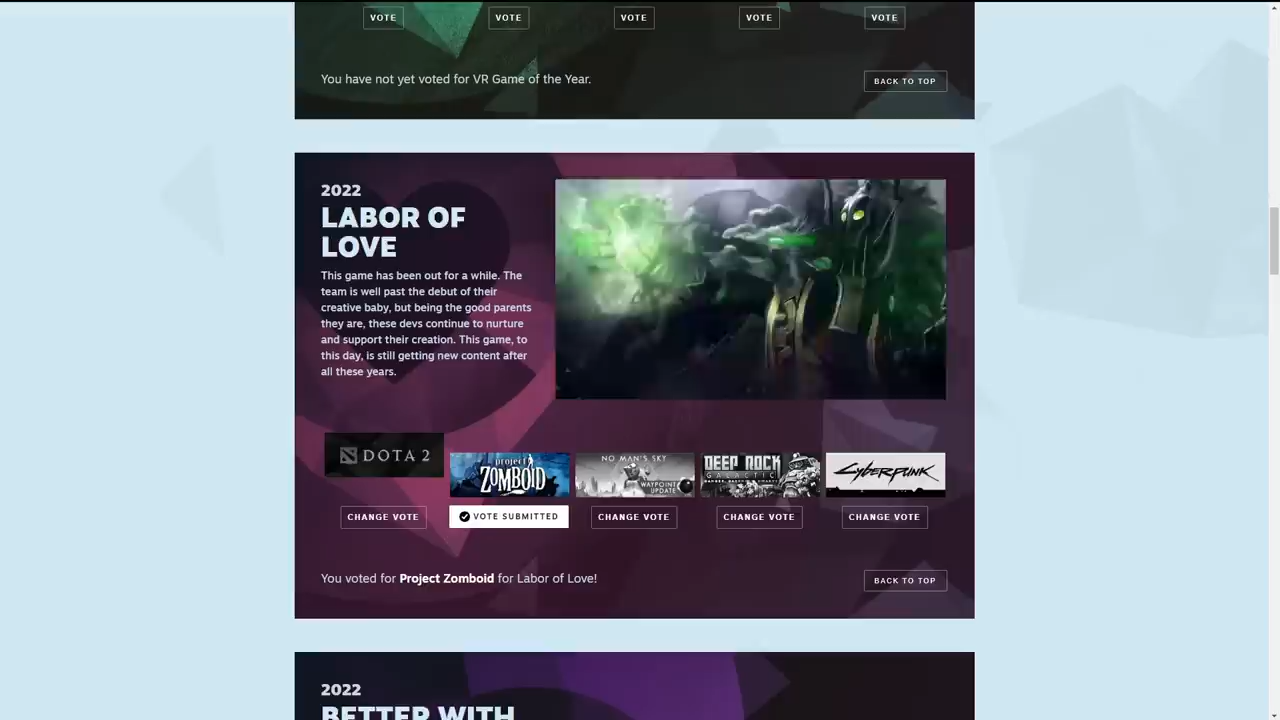 VOTE VOTE VOTE VOTE VOTE
You have not yet voted for VR Game of the Year.
BACK TO TOP
2022
LABOR OF
LOVE
This game has been out for a while. The
team is well past the debut of their
creative baby, but being the good parents
they are, these devs continue to nurture
and support their creation. This game, to
this day, is still getting new content after
all these years.
DOTA 2
project
ZOMBOID
NO MAN'S SKY
WAYPOINT
UPDATE
DEEP ROCK
GALACTIC
CYBERPUNK
CHANGE VOTE
VOTE SUBMITTED
CHANGE VOTE
CHANGE VOTE
CHANGE VOTE
You voted for Project Zomboid for Labor of Love!
BACK TO TOP
2022
BETTER WITH